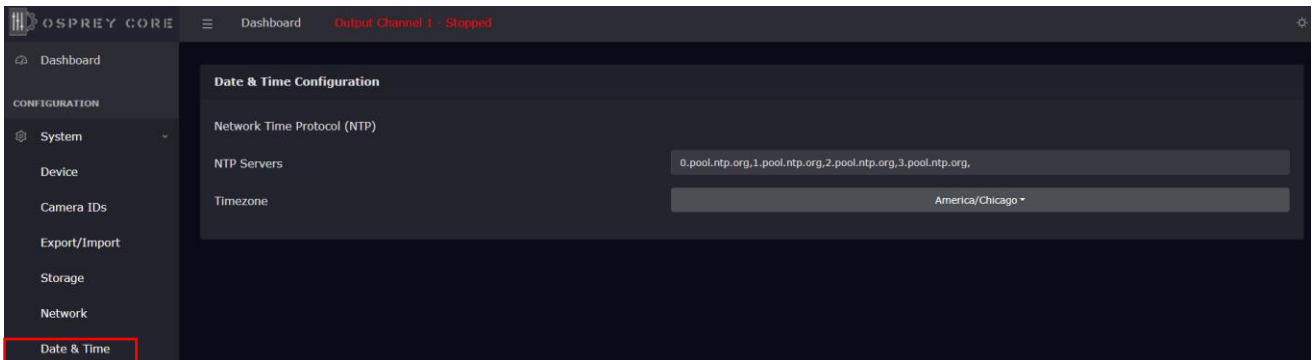 OSPREY CORE
Dashboard
Output Channel 1 - Stopped
Dashboard
CONFIGURATION
System
Device
Camera IDs
Export/Import
Storage
Network
Date & Time
Date & Time Configuration
Network Time Protocol (NTP)
NTP Servers
0.pool.ntp.org,1.pool.ntp.org,2.pool.ntp.org,3.pool.ntp.org,
Timezone
America/Chicago